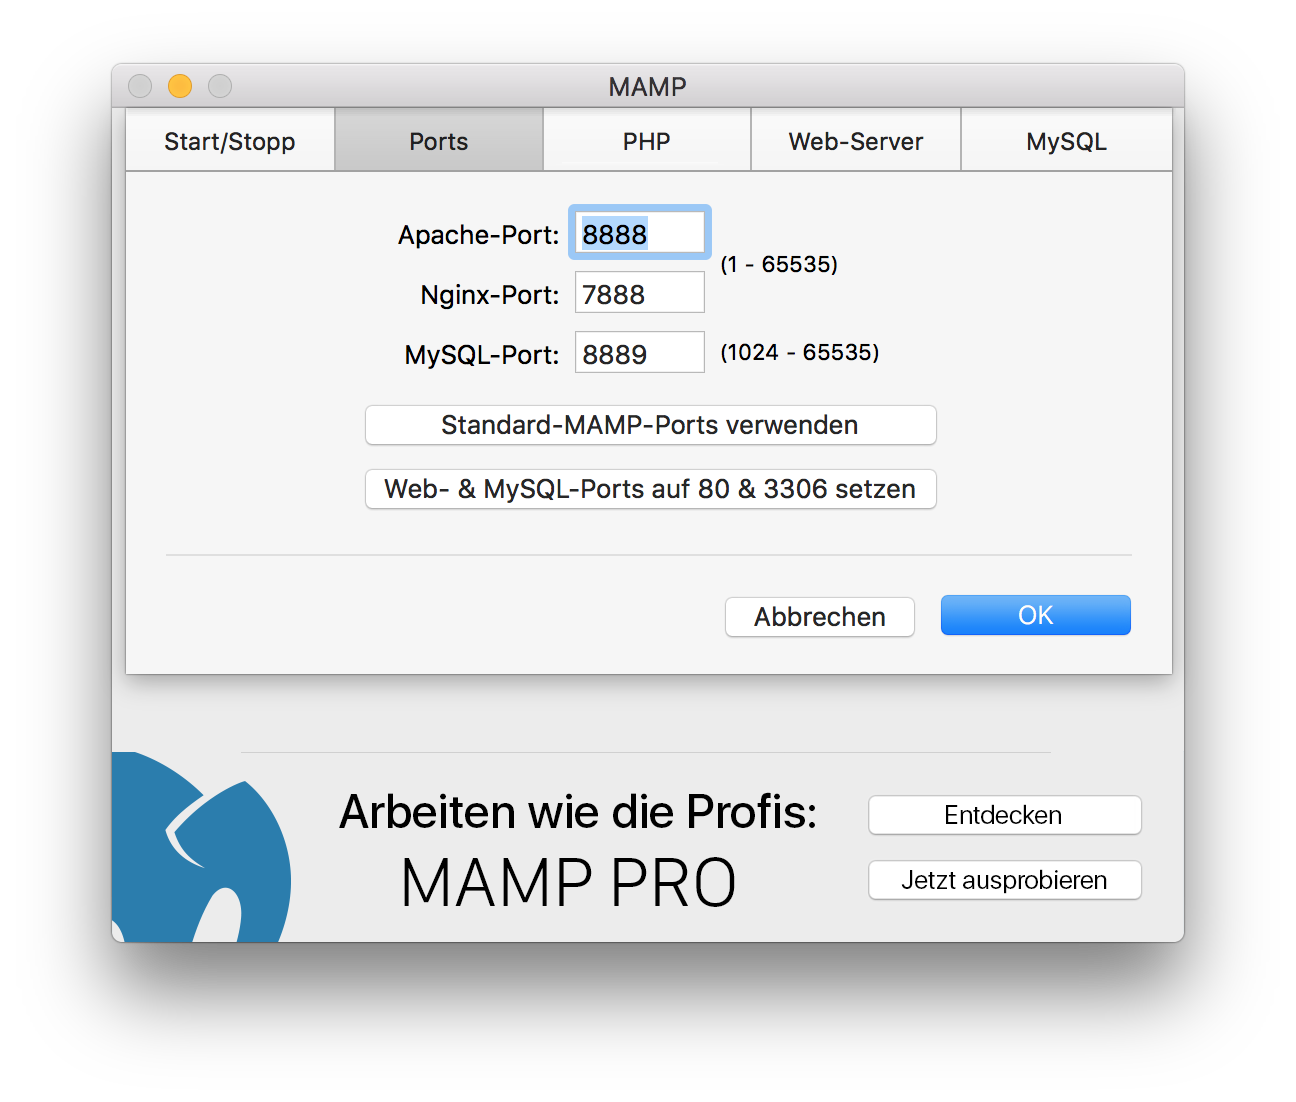 MAMP
Start/Stopp
Ports
PHP
Web-Server
MySQL
Apache-Port: 8888
(1 - 65535)
Nginx-Port: 7888
MySQL-Port: 8889 (1024 - 65535)
Standard-MAMP-Ports verwenden
Web- & MySQL-Ports auf 80 & 3306 setzen
Abbrechen
OK
Arbeiten wie die Profis:
MAMP PRO
Entdecken
Jetzt ausprobieren